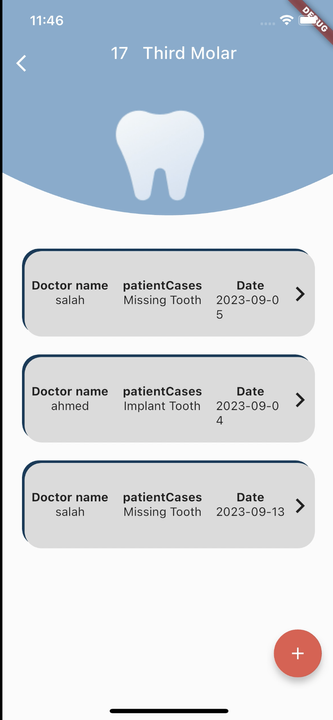 11:46
DEBUG
17 Third Molar
Doctor name patientCases Date
salah Missing Tooth 2023-09-0
5
Doctor name patientCases Date
ahmed Implant Tooth 2023-09-0
4
Doctor name patientCases Date
salah Missing Tooth 2023-09-13
+